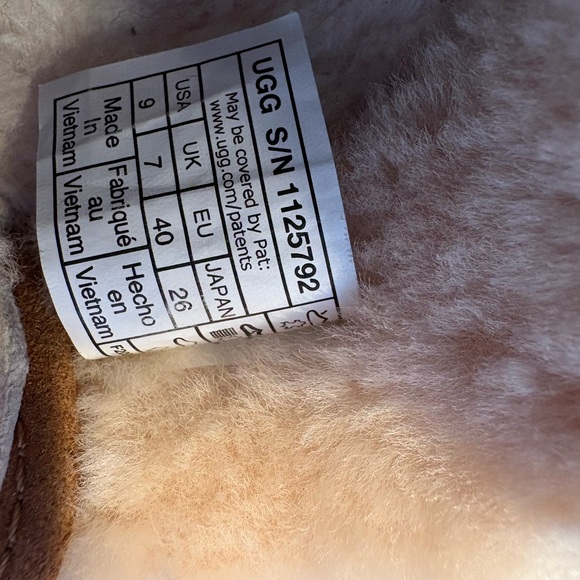 UGG S/N 1125792
May be covered by Pat:
www.ugg.com/patents
USA UK EU JAPAN
9 7 40 26
Made In Vietnam
Fabriqué au Vietnam
Hecho en Vietnam